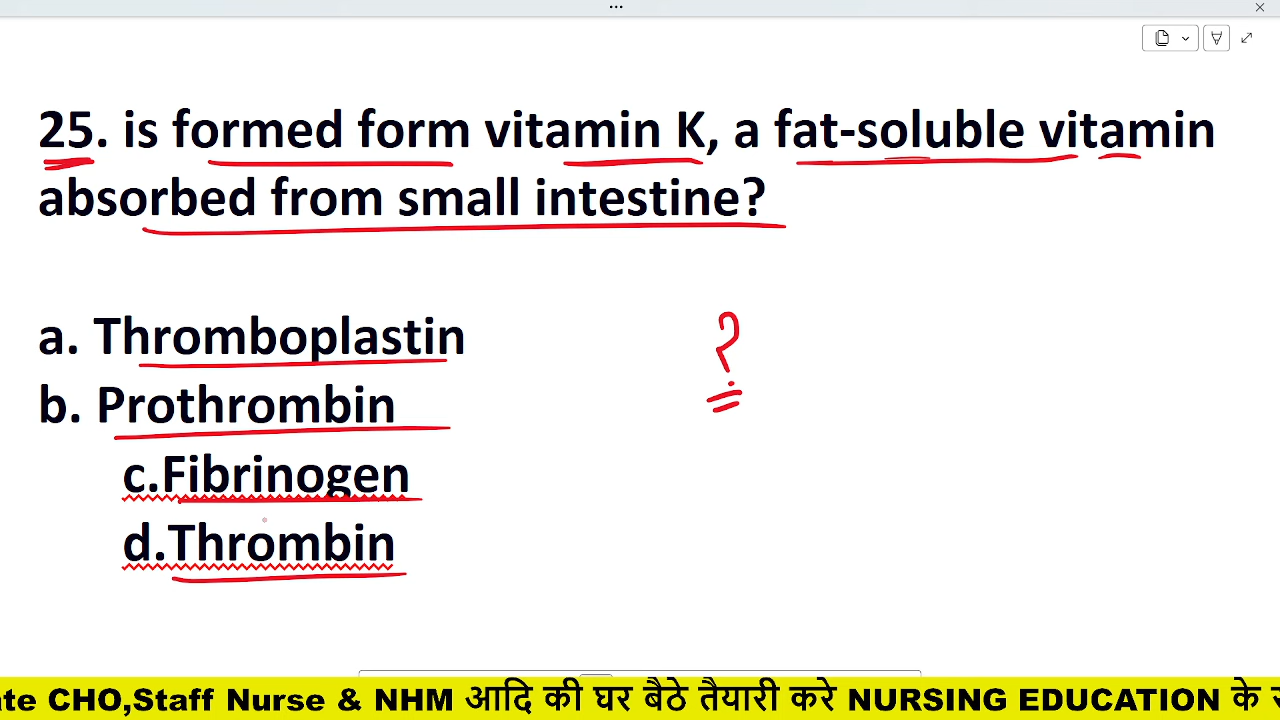 25. is formed form vitamin K, a fat-soluble vitamin
absorbed from small intestine?
a. Thromboplastin
?
b. Prothrombin
c.Fibrinogen
d.Thrombin
CHO,Staff Nurse & NHM आदि की घर बैठे तैयारी करे NURSING EDUCATION के